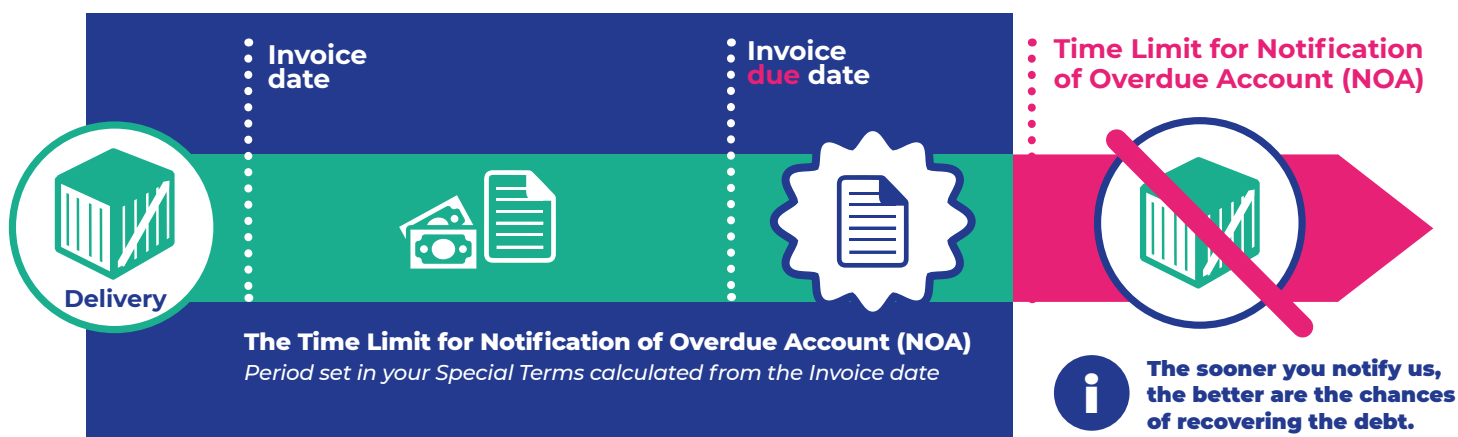 Invoice
date
Invoice
due date
Time Limit for Notification
of Overdue Account (NOA)
Delivery
The Time Limit for Notification of Overdue Account (NOA)
Period set in your Special Terms calculated from the Invoice date
i
The sooner you notify us,
the better are the chances
of recovering the debt.